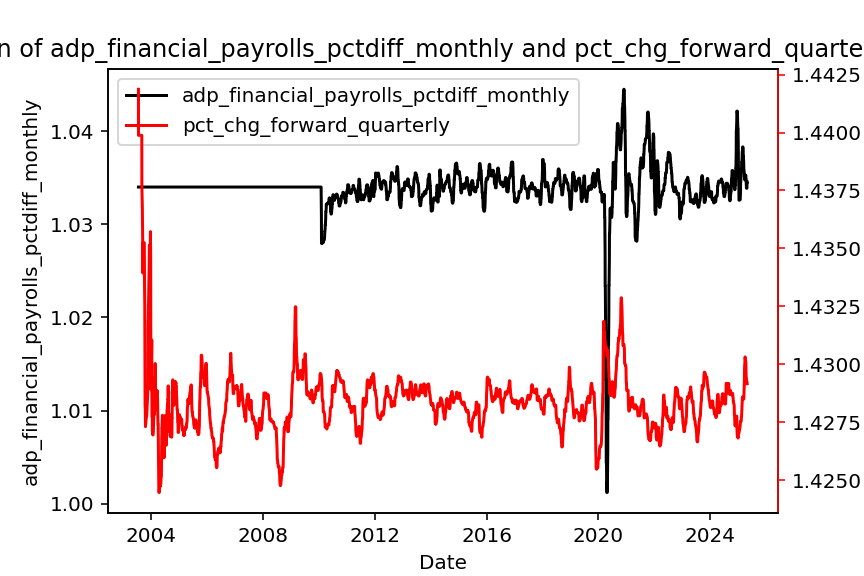 n of adp_financial_payrolls_pctdiff_monthly and pct_chg_forward_quarte
adp_financial_payrolls_pctdiff_monthly
pct_chg_forward_quarterly
adp_financial_payrolls_pctdiff_monthly
1.04
1.03
1.02
1.01
1.00
1.4425
1.4400
1.4375
1.4350
1.4325
1.4300
1.4275
1.4250
2004 2008 2012 2016 2020 2024
Date